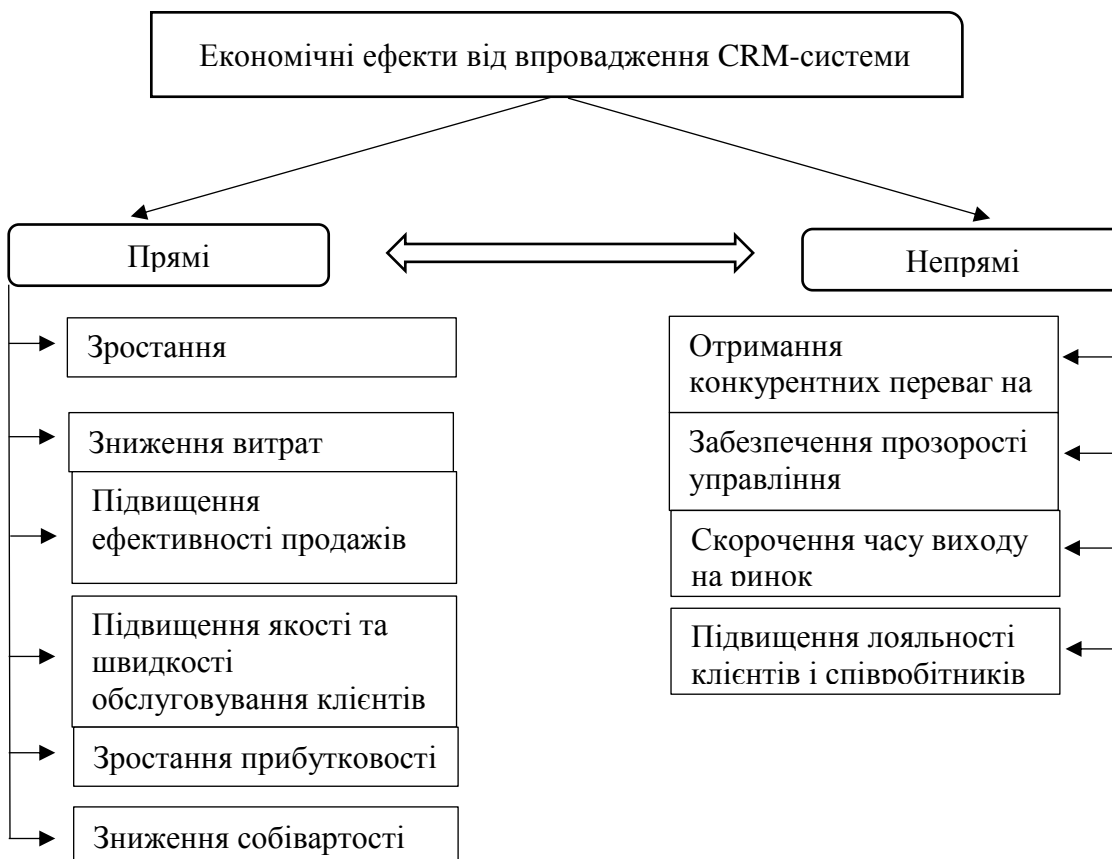 Економічні ефекти від впровадження CRM-системи
Прямі
Непрямі
Зростання
Зниження витрат
Підвищення
ефективності продажів
Підвищення якості та
швидкості
обслуговування клієнтів
Зростання прибутковості
Зниження собівартості
Отримання
конкурентних переваг на
Забезпечення прозорості
управління
Скорочення часу виходу
на ринок
Підвищення лояльності
клієнтів і співробітників